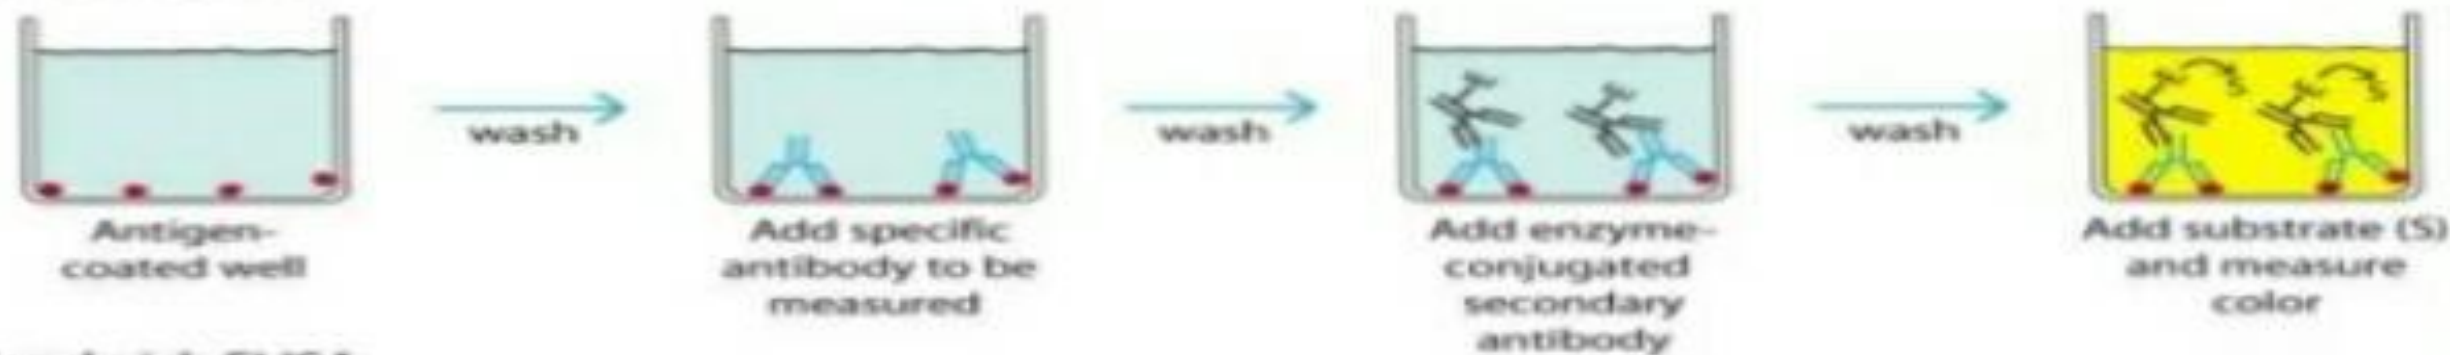 wash
wash
wash
Antigen-
coated well
Add specific
antibody to be
measured
Add enzyme-
conjugated
secondary
antibody
Add substrate (S)
and measure
color